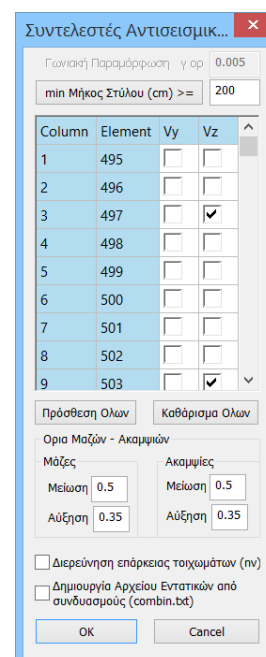 Συντελεστές Αντισεισμικ...
Γωνιακή Παραμόρφωση γ ορ 0.005
min Μήκος Στύλου (cm) >= 200
Column Element Vy Vz
1 495
2 496
3 497
4 498
5 499
6 500
7 501
8 502
9 503
Πρόσθεση Ολων Καθάρισμα Ολων
Ορια Μαζών - Ακαμψιών
Μάζες Ακαμψίες
Μείωση 0.5 Μείωση 0.5
Αύξηση 0.35 Αύξηση 0.35
Διερεύνηση επάρκειας τοιχωμάτων (nv)
Δημιουργία Αρχείου Εντατικών από
συνδυασμούς (combin.txt)
OK Cancel